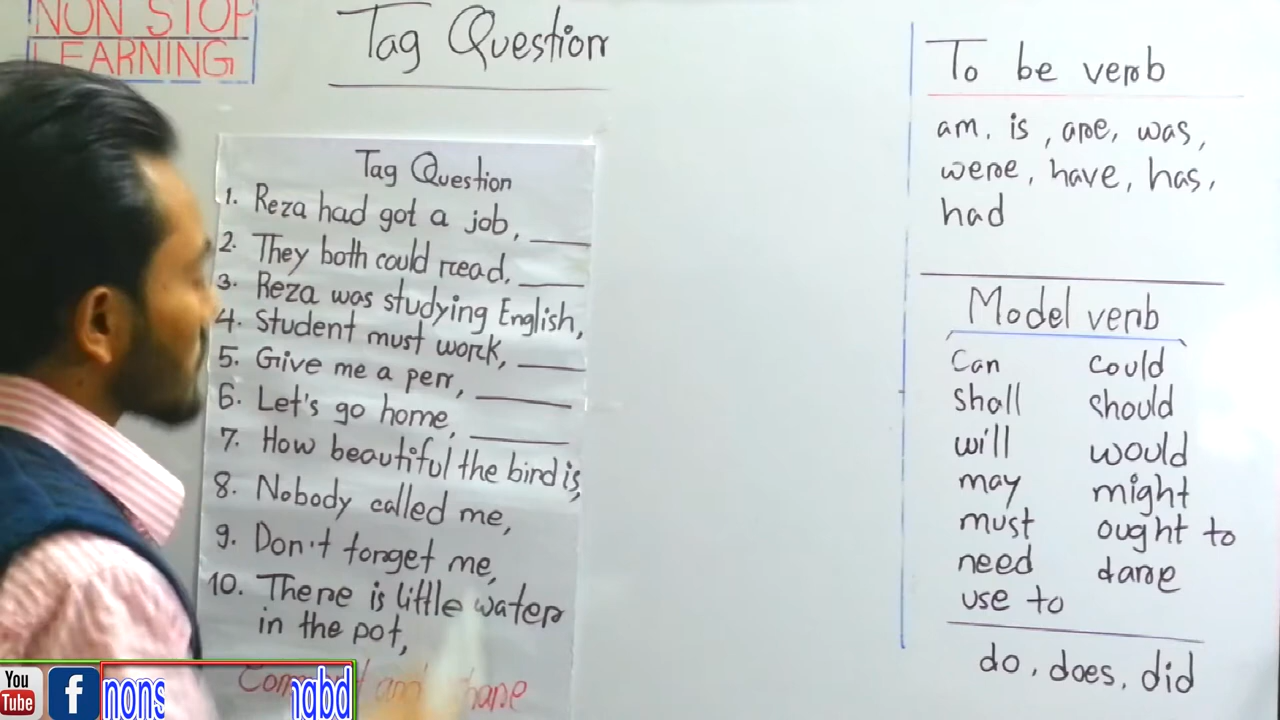 NON STOP
LEARNING
Tag Question
Tag Question
1. Reza had got a job, ____
2. They both could read. ____
3. Reza was studying English,
4. Student must work, ____
5. Give me a pen, ____
6. Let's go home, ____
7. How beautiful the bird is,
8. Nobody called me,
9. Don't forget me,
10. There is little water
in the pot,
To be verb
am, is, are, was,
were, have, has,
had
Model verb
Can could
shall should
will would
may might
must ought to
need dare
use to
do, does, did
You
Tube
f